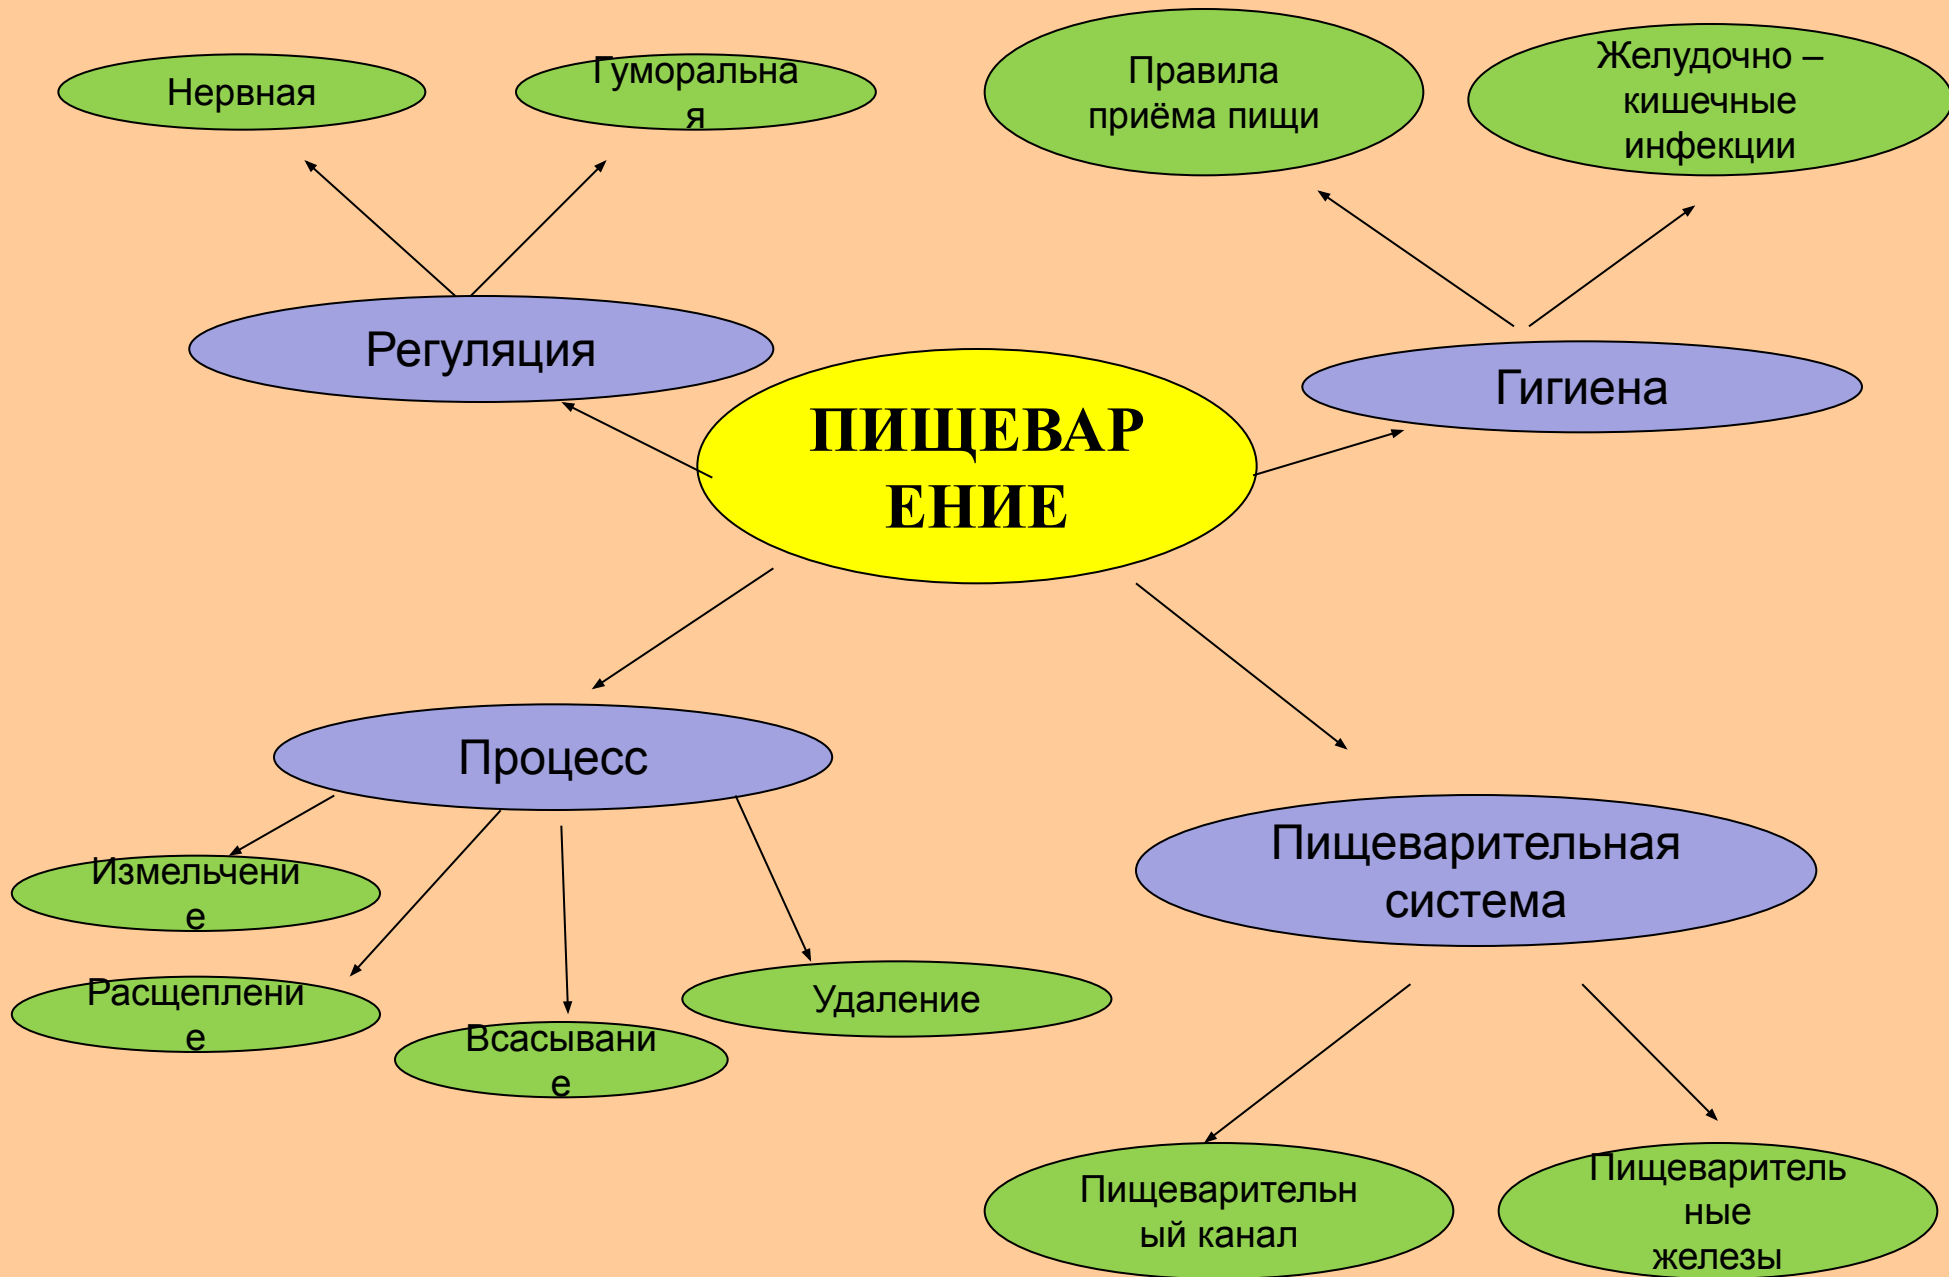 Нервная
Гуморальна
я
Правила
приёма пищи
Желудочно –
кишечные
инфекции
Регуляция
Гигиена
ПИЩЕВАР
ЕНИЕ
Процесс
Пищеварительная
система
Измельчени
е
Расщеплени
е
Всасывани
е
Удаление
Пищеварительн
ый канал
Пищеваритель
ные
железы